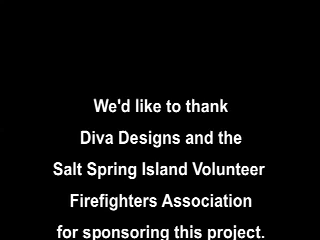 We'd like to thank
Diva Designs and the
Salt Spring Island Volunteer
Firefighters Association
for sponsoring this project.